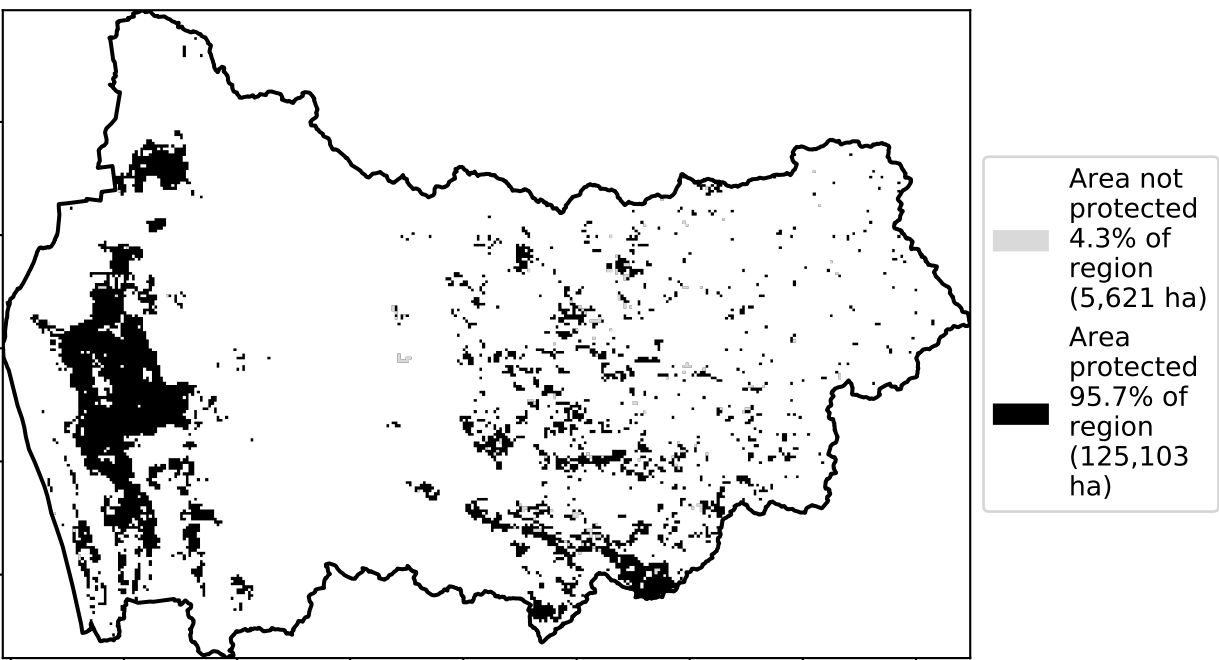 Area not
protected
4.3% of
region
(5,621 ha)
Area
protected
95.7% of
region
(125,103
ha)